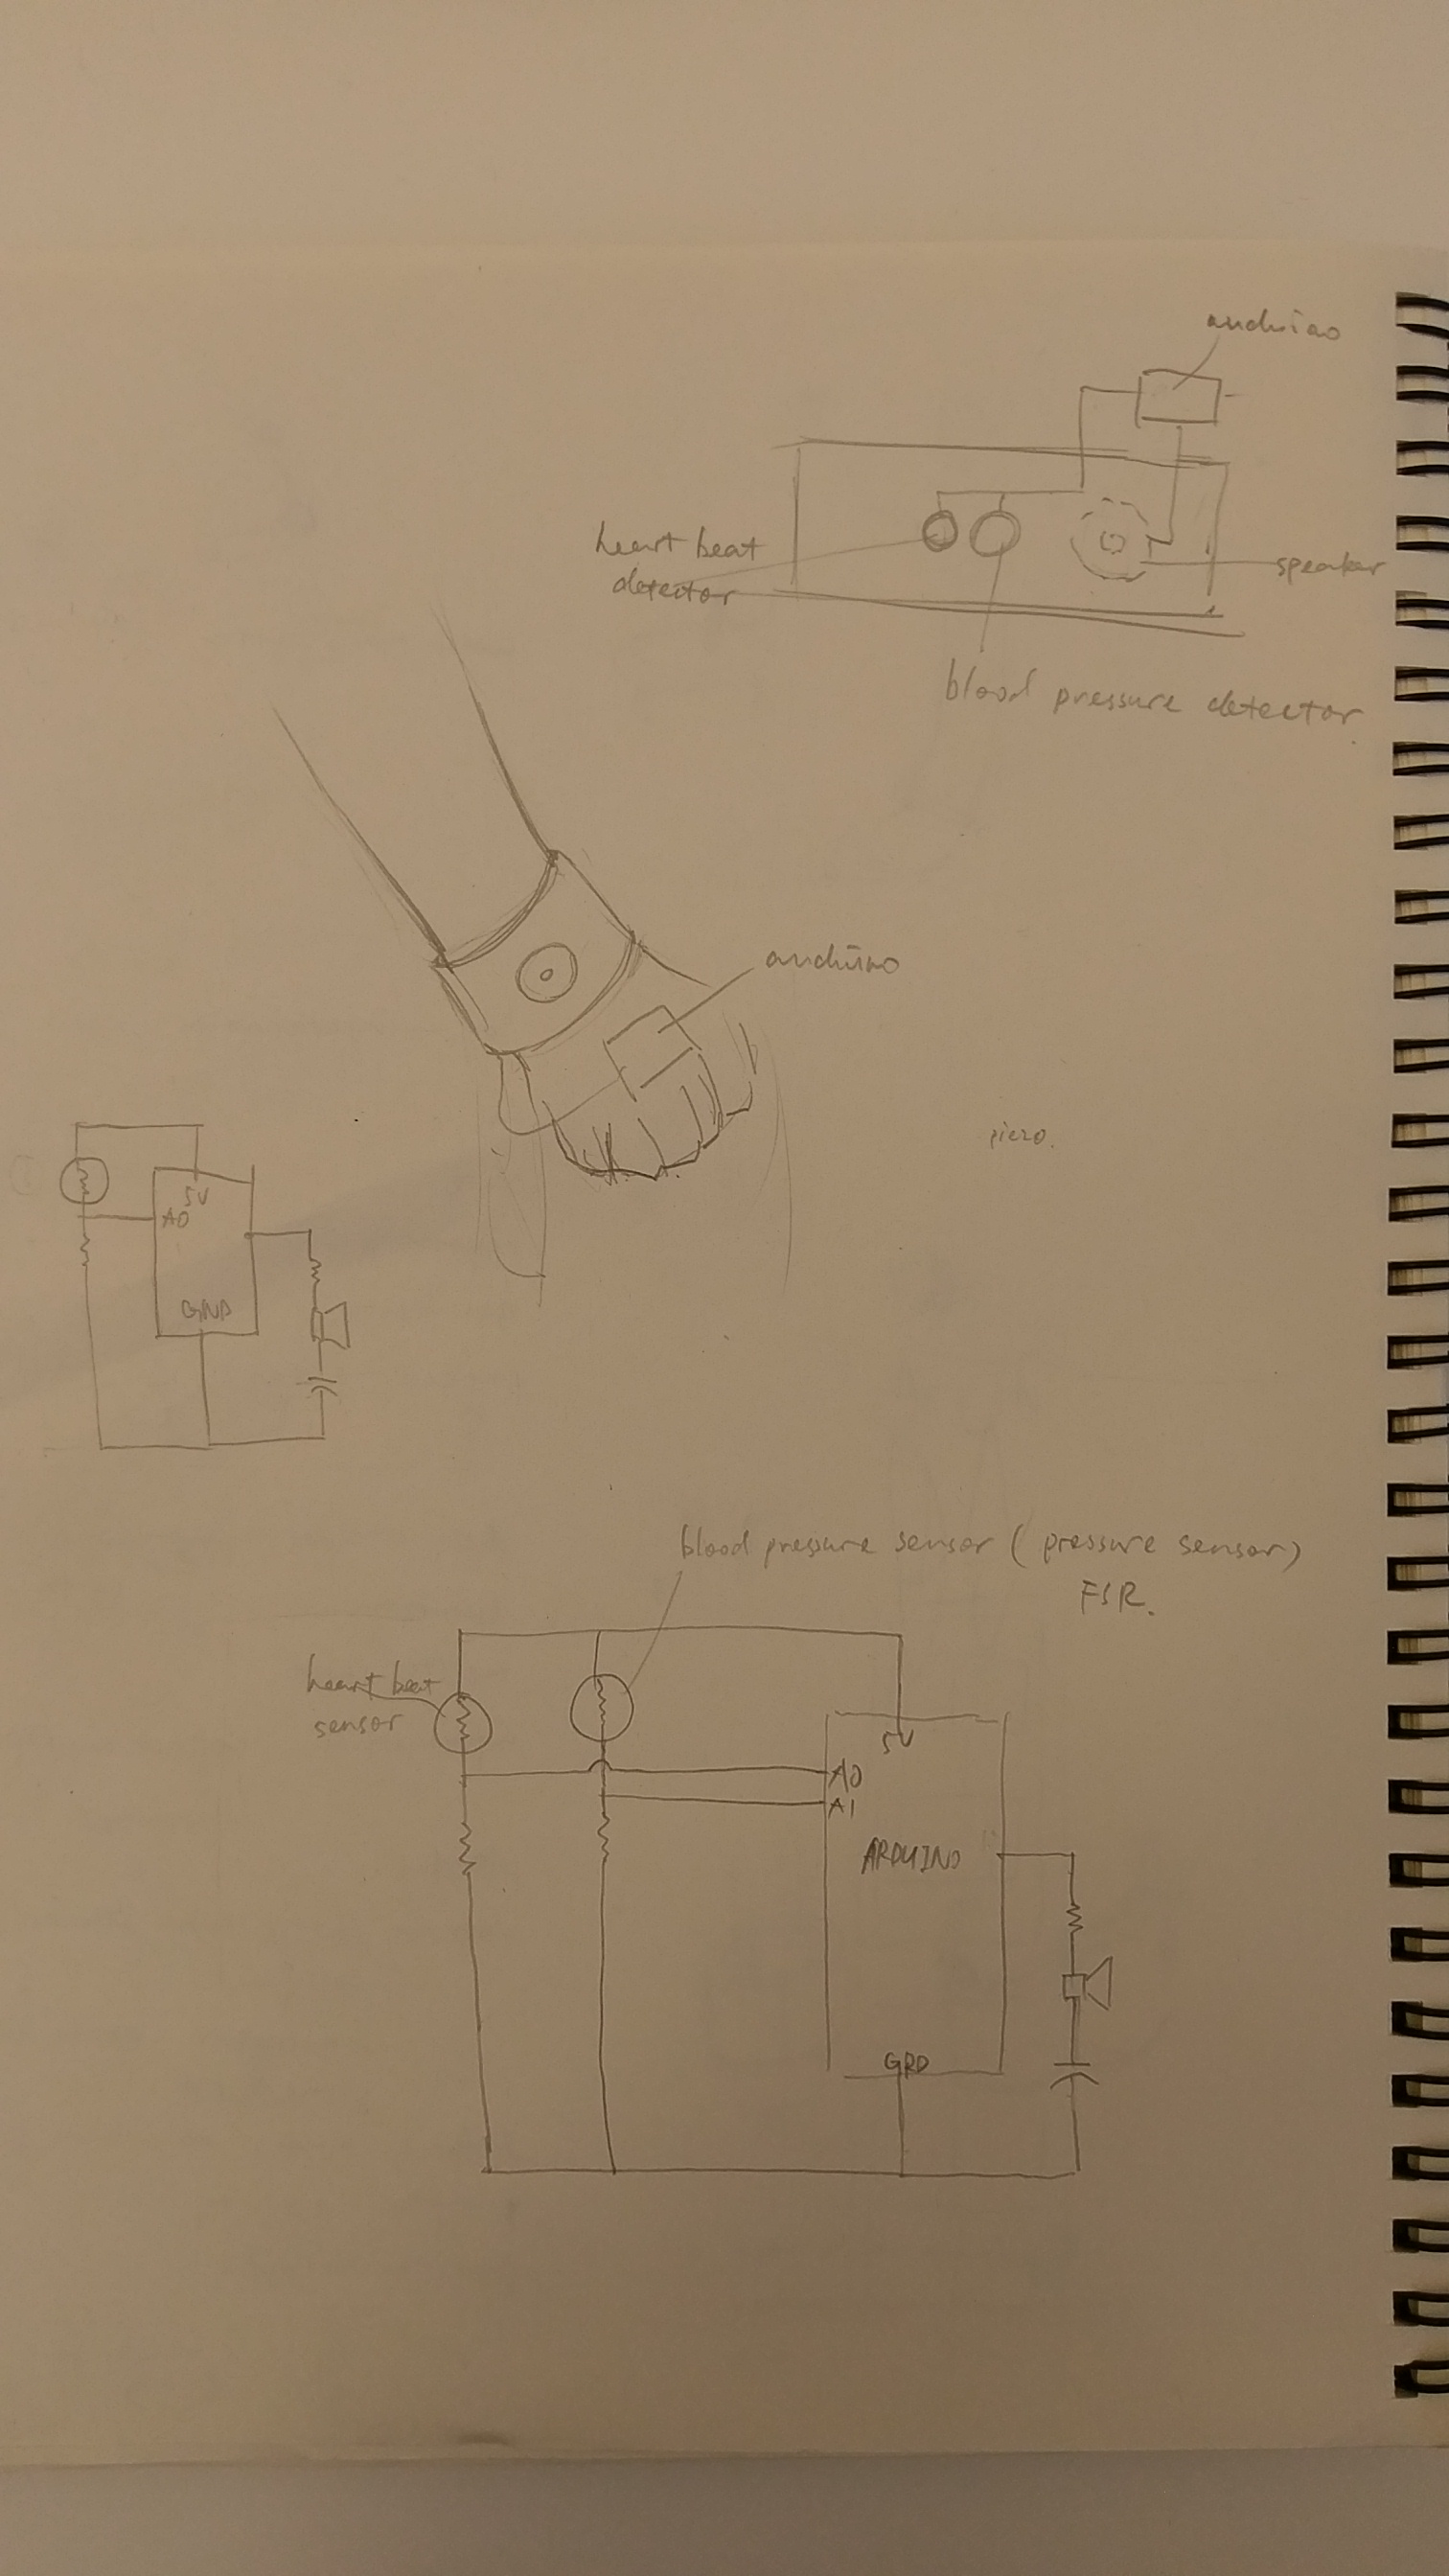 arduino
heart beat
detector
speaker
blood pressure detector.
arduino
piezo.
5V
A0
GND
blood pressure sensor (pressure sensor)
FSR.
heart beat
sensor
5V
A0
A1
ARDUINO
GRD